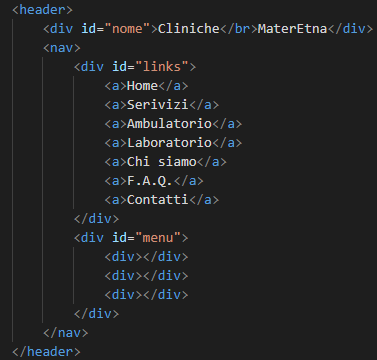 <header>
<div id="nome">Cliniche</br>MaterEtna</div>
<nav>
<div id="links">
<a>Home</a>
<a>Serivizi</a>
<a>Ambulatorio</a>
<a>Laboratorio</a>
<a>Chi siamo</a>
<a>F.A.Q.</a>
<a>Contatti</a>
</div>
<div id="menu">
<div></div>
<div></div>
<div></div>
</div>
</nav>
</header>